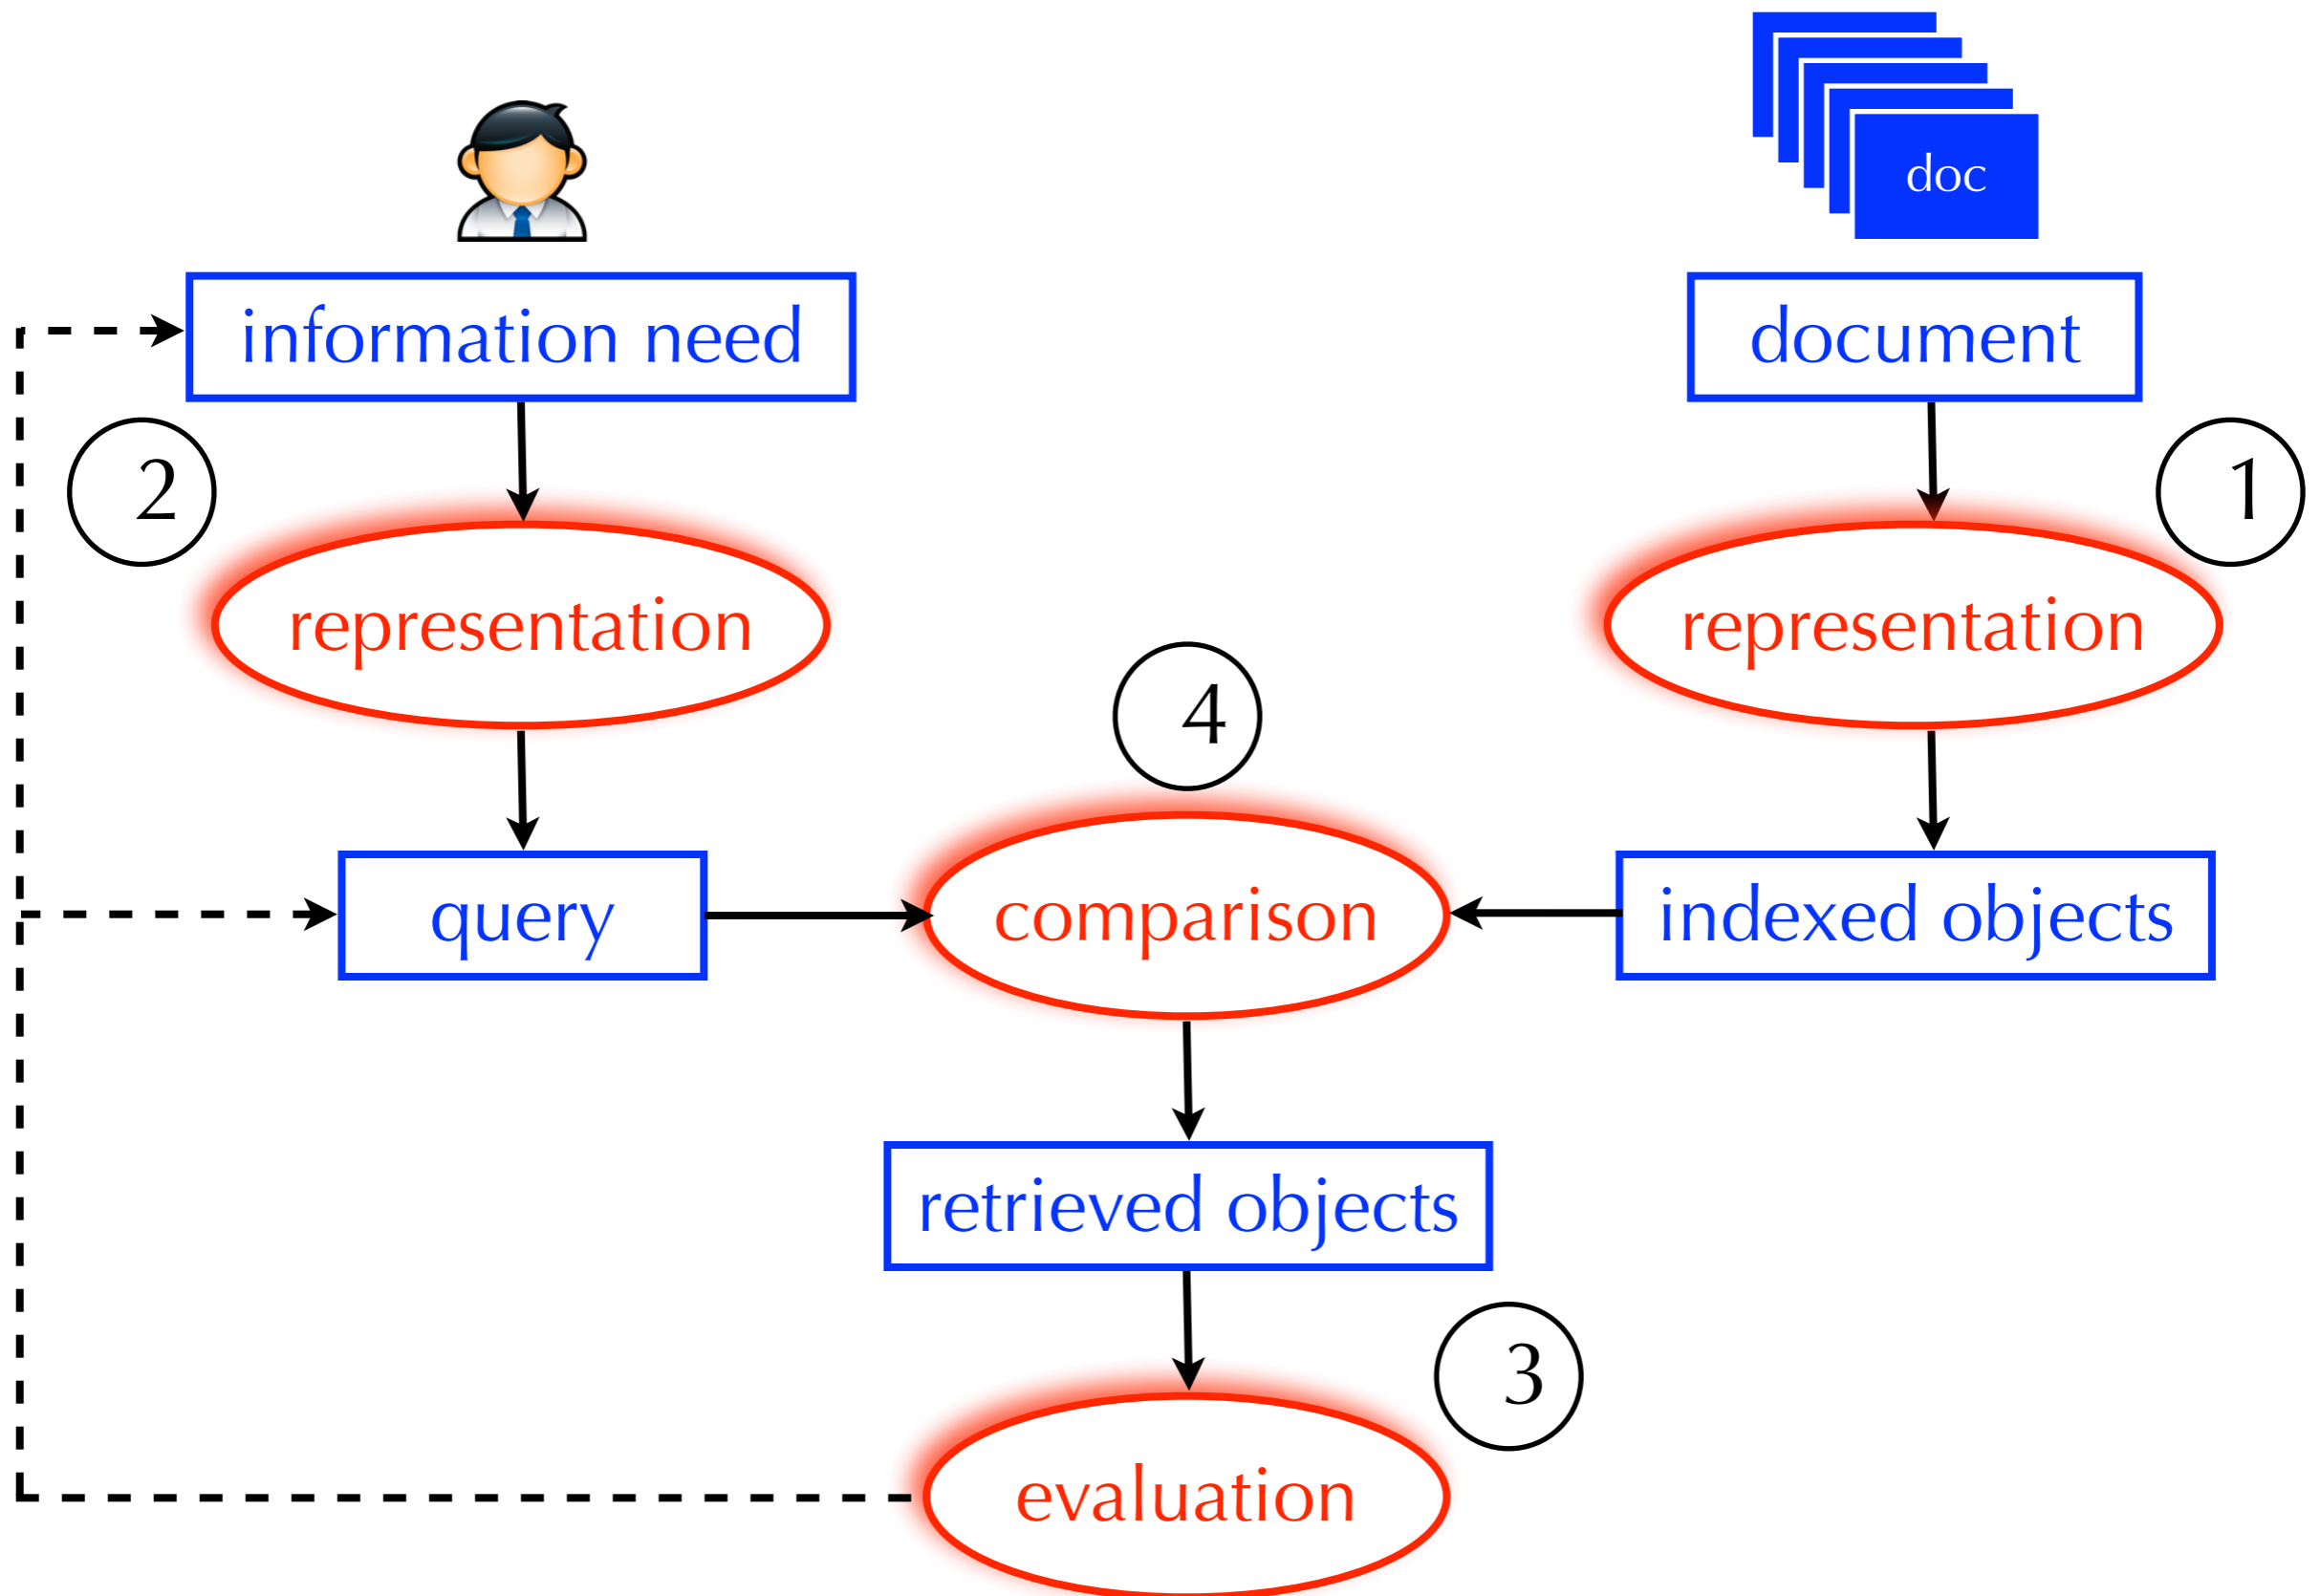 doc
information need
document
2
1
representation
representation
4
query
comparison
indexed objects
retrieved objects
3
evaluation